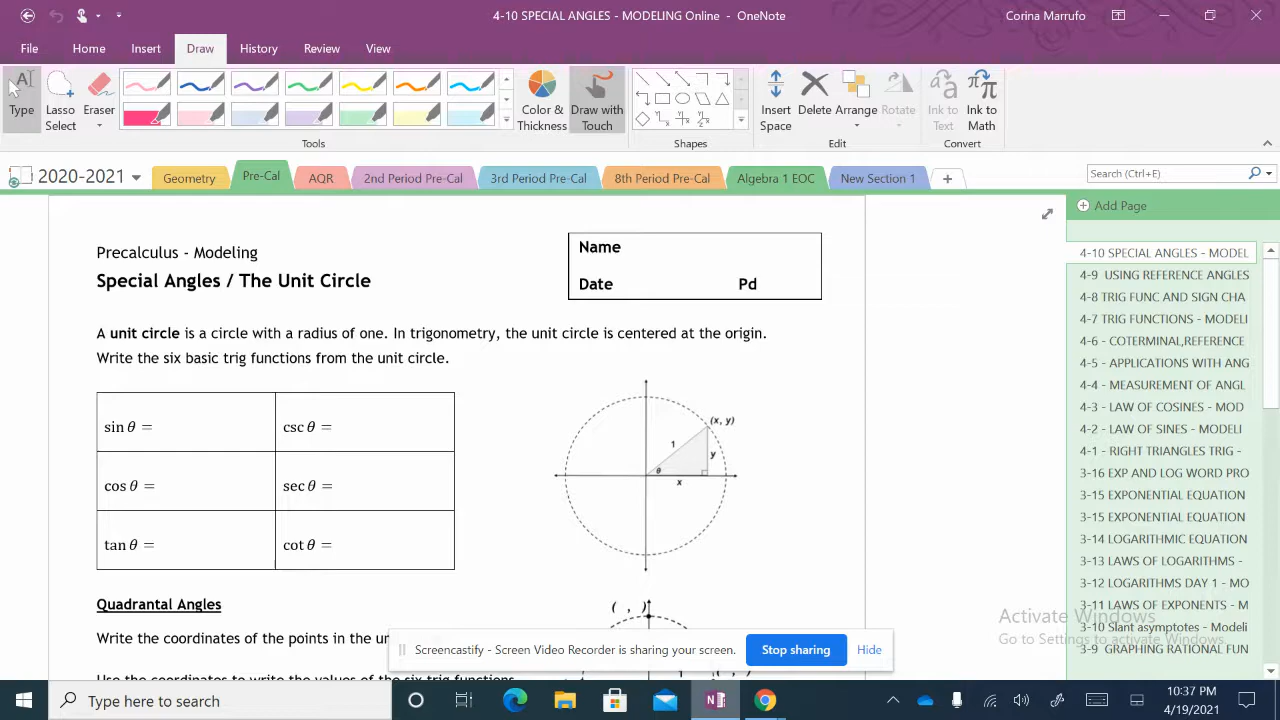 4-10 SPECIAL ANGLES - MODELING Online - OneNote
Corina Marrufo
File Home Insert Draw History Review View
Type
Lasso Select
Eraser
Color & Thickness
Draw with Touch
Insert Space
Delete
Arrange
Rotate
Ink to Text
Ink to Math
Tools
Shapes
Edit
Convert
2020-2021
Geometry
Pre-Cal
AQR
2nd Period Pre-Cal
3rd Period Pre-Cal
8th Period Pre-Cal
Algebra 1 EOC
New Section 1
Search (Ctrl+E)
Add Page
4-10 SPECIAL ANGLES - MODEL
4-9 USING REFERENCE ANGLES
4-8 TRIG FUNC AND SIGN CHA
4-7 TRIG FUNCTIONS - MODELI
4-6 - COTERMINAL,REFERENCE
4-5 - APPLICATIONS WITH ANG
4-4 - MEASUREMENT OF ANGL
4-3 - LAW OF COSINES - MOD
4-2 - LAW OF SINES - MODELI
4-1 - RIGHT TRIANGLES TRIG -
3-16 EXP AND LOG WORD PRO
3-15 EXPONENTIAL EQUATION
3-15 EXPONENTIAL EQUATION
3-14 LOGARITHMIC EQUATION
3-13 LAWS OF LOGARITHMS -
3-12 LOGARITHMS DAY 1 - MO
3-11 LAWS OF EXPONENTS - M
3-10 Slant asymptotes - Modeli
3-9 GRAPHING RATIONAL FUN
Precalculus - Modeling
Special Angles / The Unit Circle
Name
Date Pd
A unit circle is a circle with a radius of one. In trigonometry, the unit circle is centered at the origin.
Write the six basic trig functions from the unit circle.
sin θ =
csc θ =
cos θ =
sec θ =
tan θ =
cot θ =
(x, y)
1
y
θ
x
Quadrantal Angles
( , )
Write the coordinates of the points in the un
Use the coordinates to write the values of the six trig functions
Screencastify - Screen Video Recorder is sharing your screen.
Stop sharing
Hide
Activate Windows
Go to Settings to activate Windows.
Type here to search
10:37 PM
4/19/2021